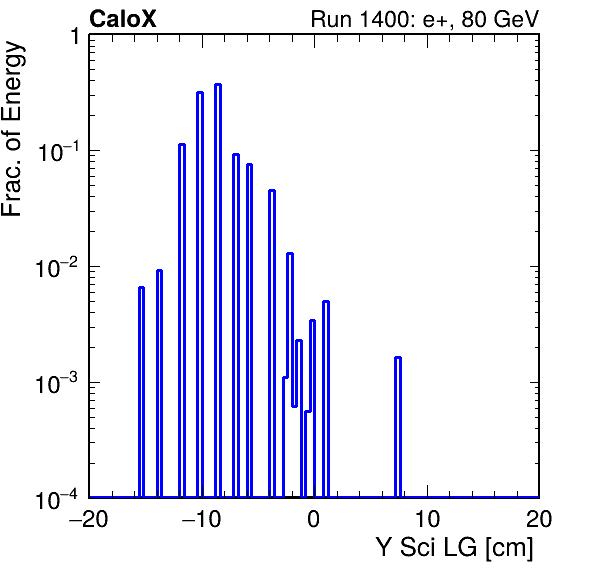 CaloX Run 1400: e+, 80 GeV
Frac. of Energy
1
10⁻¹
10⁻²
10⁻³
10⁻⁴
−20 −10 0 10 20
Y Sci LG [cm]